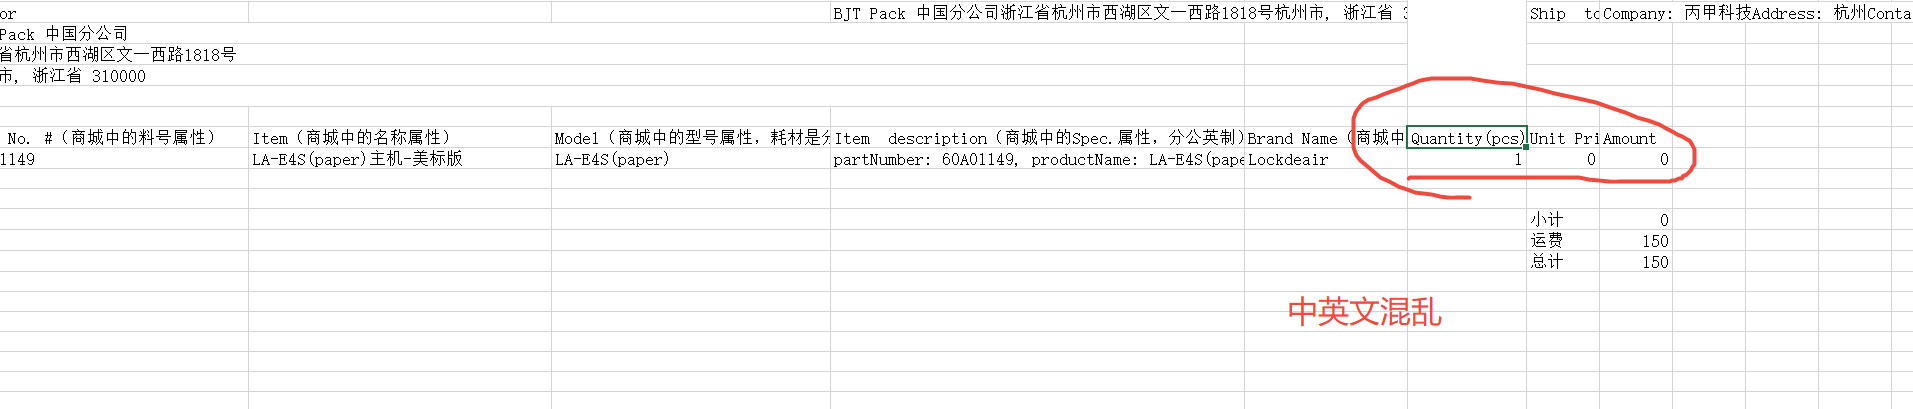 or BJT Pack 中国分公司浙江省杭州市西湖区文一西路1818号杭州市, 浙江省 Ship to Company: 丙甲科技Address: 杭州Conta
Pack 中国分公司
省杭州市西湖区文一西路1818号
市, 浙江省 310000
No. #（商城中的料号属性） Item（商城中的名称属性） Model（商城中的型号属性，耗材是分 Item description（商城中的Spec.属性，分公英制） Brand Name（商城中 Quantity(pcs) Unit Pri Amount
1149 LA-E4S(paper)主机-美标版 LA-E4S(paper) partNumber: 60A01149, productName: LA-E4S(pape Lockdeair 1 0 0
小计 0
运费 150
总计 150
中英文混乱